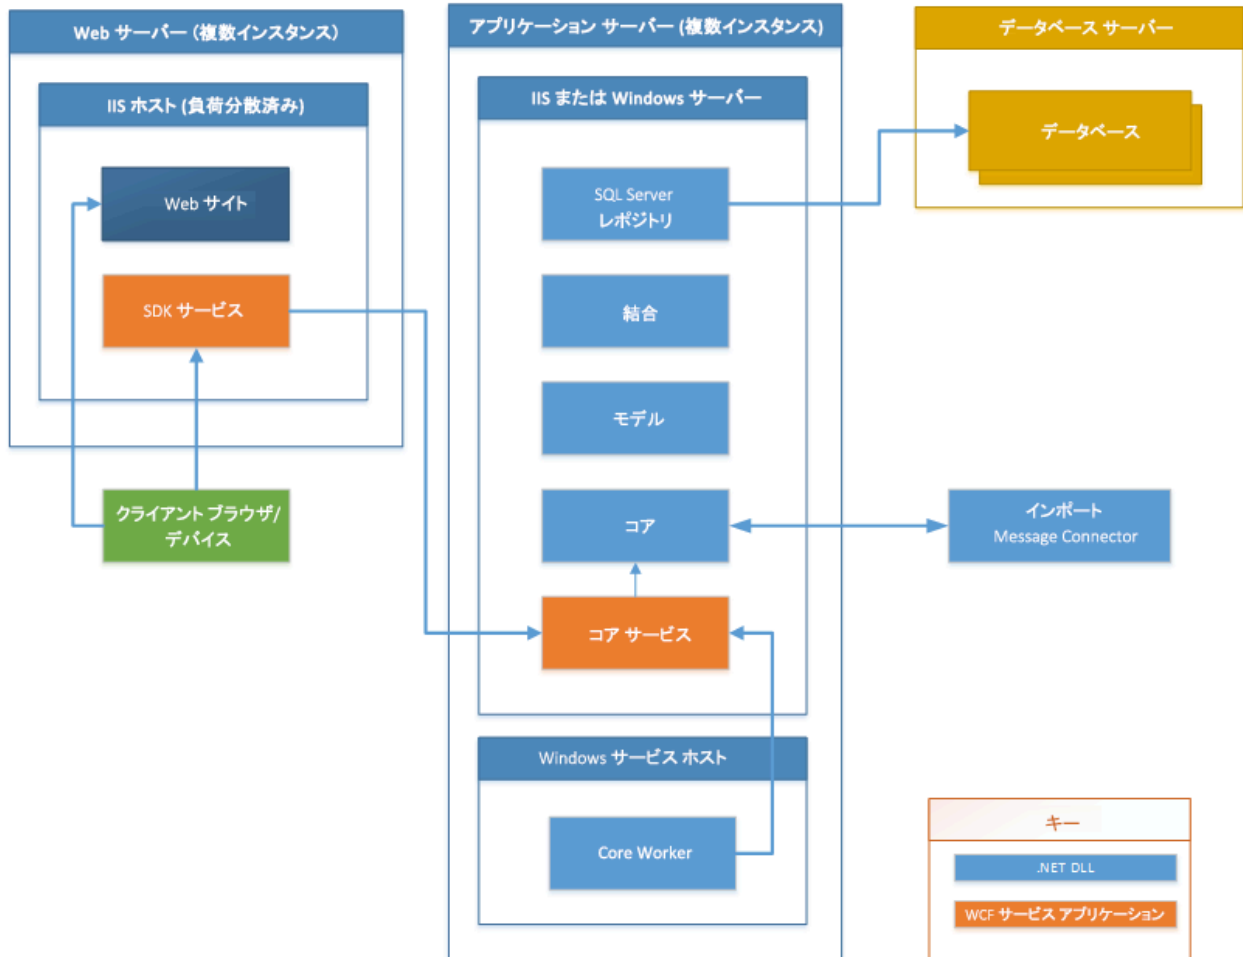 Web サーバー (複数インスタンス)
IIS ホスト (負荷分散済み)
Web サイト
SDK サービス
クライアント ブラウザ/
デバイス
アプリケーション サーバー (複数インスタンス)
IIS または Windows サーバー
SQL Server
レポジトリ
結合
モデル
コア
コア サービス
Windows サービス ホスト
Core Worker
データベース サーバー
データベース
インポート
Message Connector
キー
.NET DLL
WCF サービス アプリケーション